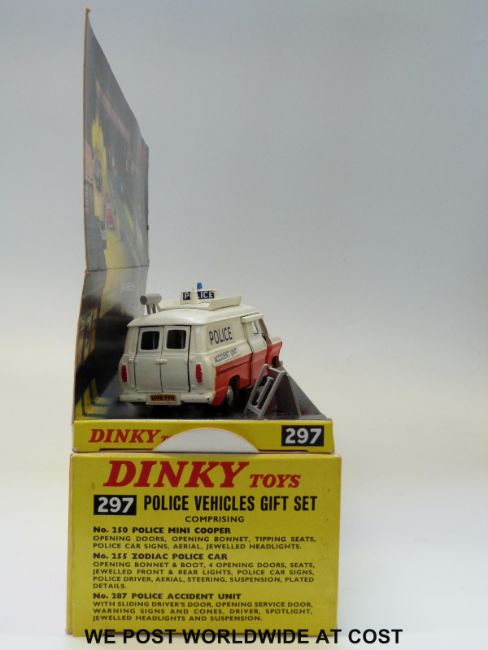 POLICE
POLICE
ACCIDENT UNIT
DINKY
297
DINKY TOYS
297 POLICE VEHICLES GIFT SET
COMPRISING
No. 250 POLICE MINI COOPER
OPENING DOORS, OPENING BONNET, TIPPING SEATS,
POLICE CAR SIGNS, AERIAL, JEWELLED HEADLIGHTS.
No. 255 ZODIAC POLICE CAR
OPENING BONNET & BOOT, 4 OPENING DOORS, SEATS,
JEWELLED FRONT & REAR LIGHTS, POLICE CAR SIGNS,
POLICE DRIVER, AERIAL, STEERING, SUSPENSION, PLATED
DETAILS.
No. 287 POLICE ACCIDENT UNIT
WITH SLIDING DRIVER'S DOOR, OPENING SERVICE DOOR,
WARNING SIGNS AND CONES, DRIVER, SPOTLIGHT,
JEWELLED HEADLIGHTS AND SUSPENSION.
WE POST WORLDWIDE AT COST